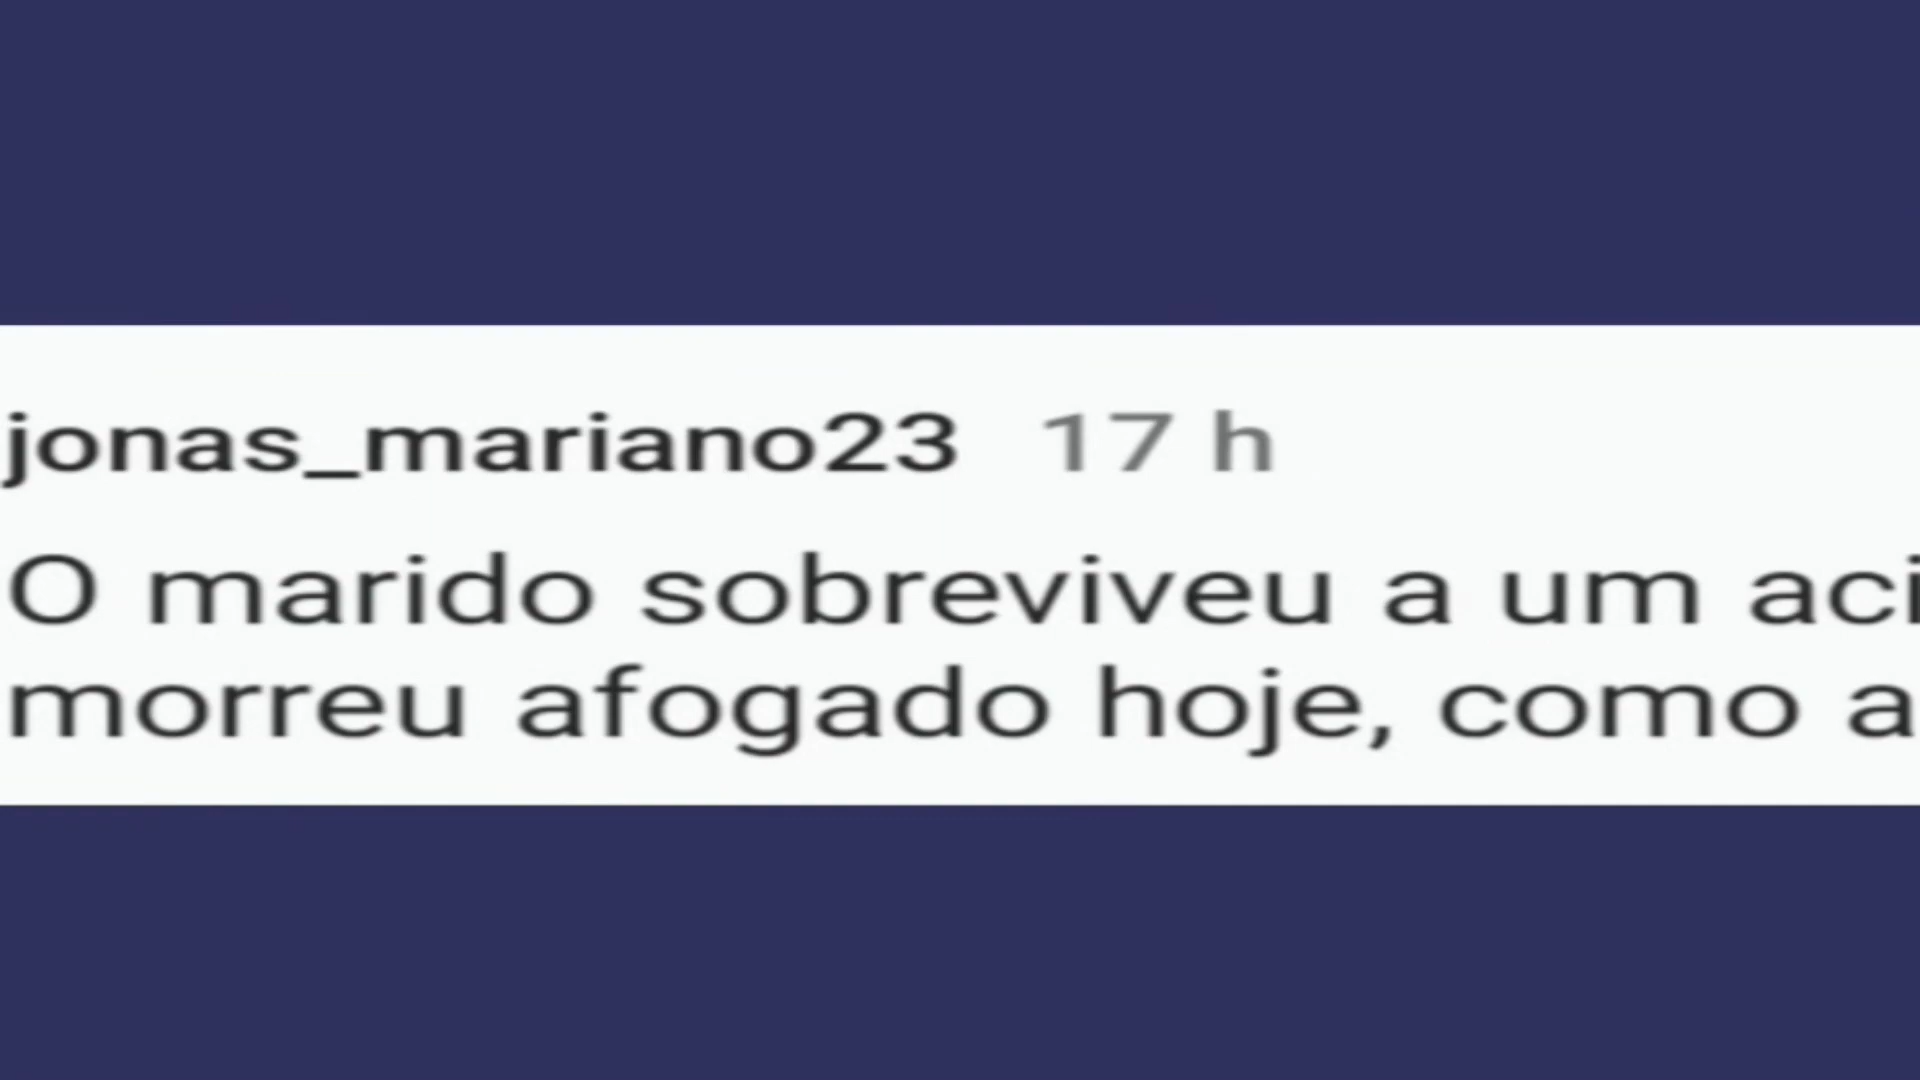 jonas_mariano23 17 h
O marido sobreviveu a um aci
morreu afogado hoje, como a